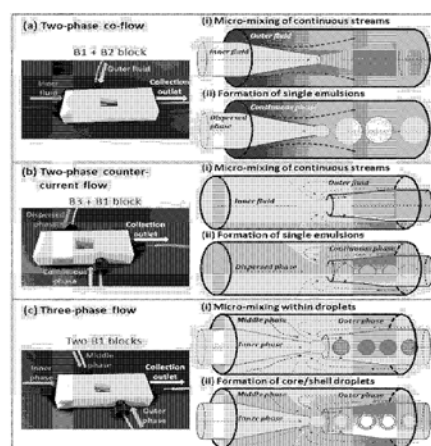 (a) Two-phase co-flow
B1 + B2 block
Outer fluid
Inner fluid
Collection outlet
(i) Micro-mixing of continuous streams
Outer fluid
Inner fluid
(ii) Formation of single emulsions
Continuous phase
Dispersed phase
(b) Two-phase counter-
current flow
B3 + B1 block
Dispersed phase
Collection outlet
Continuous phase
(i) Micro-mixing of continuous streams
Outer fluid
Inner fluid
(ii) Formation of single emulsions
Continuous phase
Dispersed phase
(c) Three-phase flow
Two B1 blocks
Middle phase
Inner phase
Collection outlet
Outer phase
(i) Micro-mixing within droplets
Middle phase
Outer phase
Inner phase
(ii) Formation of core/shell droplets
Middle phase
Outer phase
Inner phase